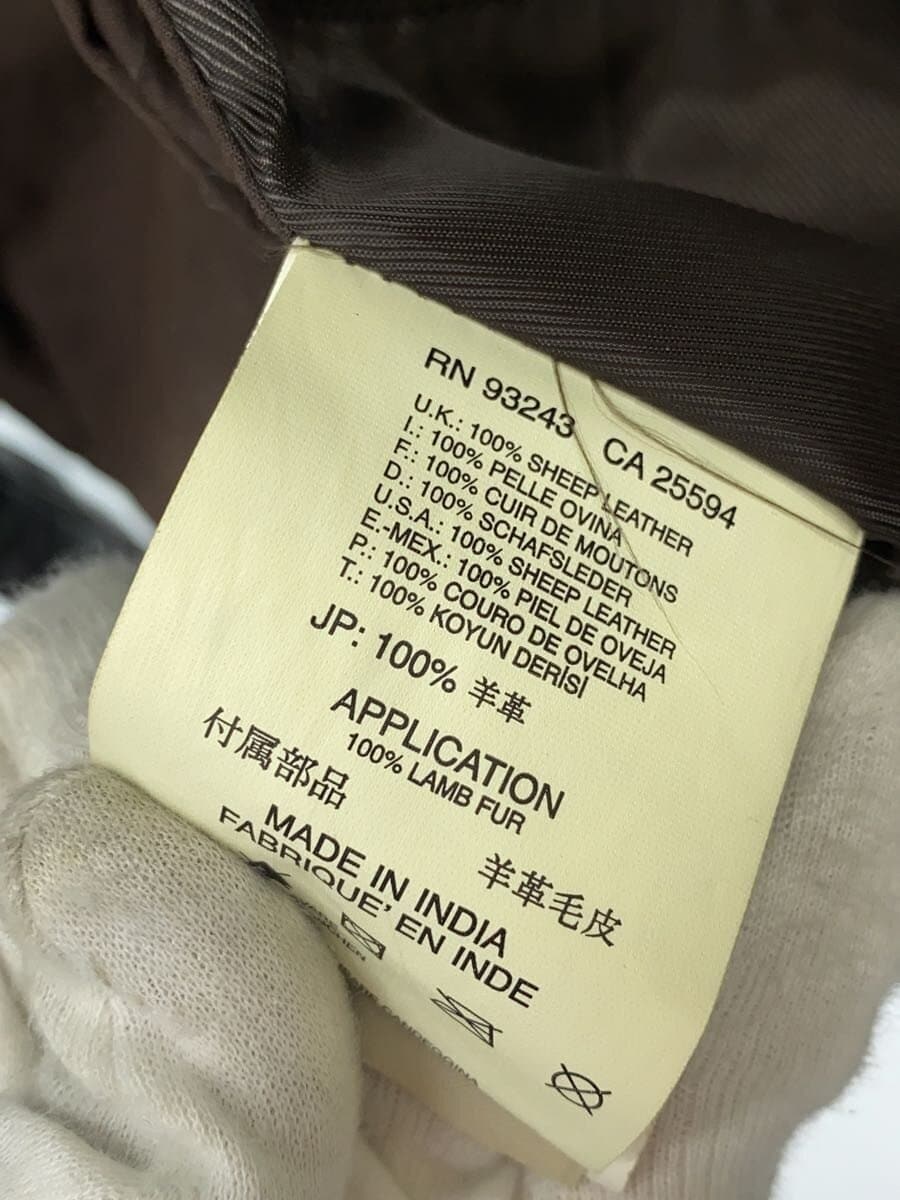 RN 93243 CA 25594
U.K.: 100% SHEEP LEATHER
I.: 100% PELLE OVINA
F.: 100% CUIR DE MOUTONS
D.: 100% SCHAFSLEDER
U.S.A.: 100% SHEEP LEATHER
E.-MEX.: 100% PIEL DE OVEJA
P.: 100% COURO DE OVELHA
T.: 100% KOYUN DERİSİ
JP: 100% 羊革
APPLICATION
100% LAMB FUR
付属部品
羊革毛皮
MADE IN INDIA
FABRIQUE' EN INDE